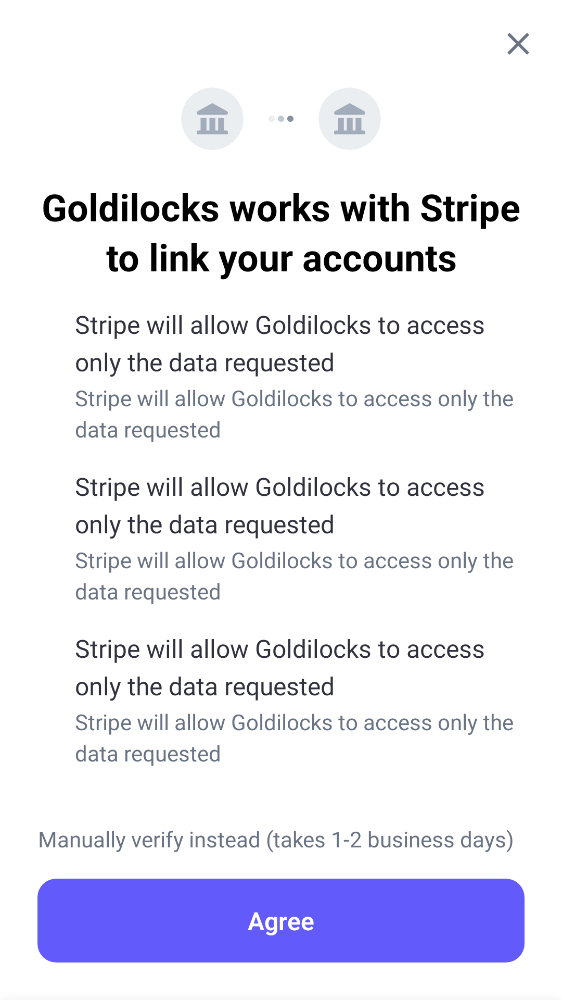 Goldilocks works with Stripe
to link your accounts
Stripe will allow Goldilocks to access
only the data requested
Stripe will allow Goldilocks to access only the
data requested
Stripe will allow Goldilocks to access
only the data requested
Stripe will allow Goldilocks to access only the
data requested
Stripe will allow Goldilocks to access
only the data requested
Stripe will allow Goldilocks to access only the
data requested
Manually verify instead (takes 1-2 business days)
Agree